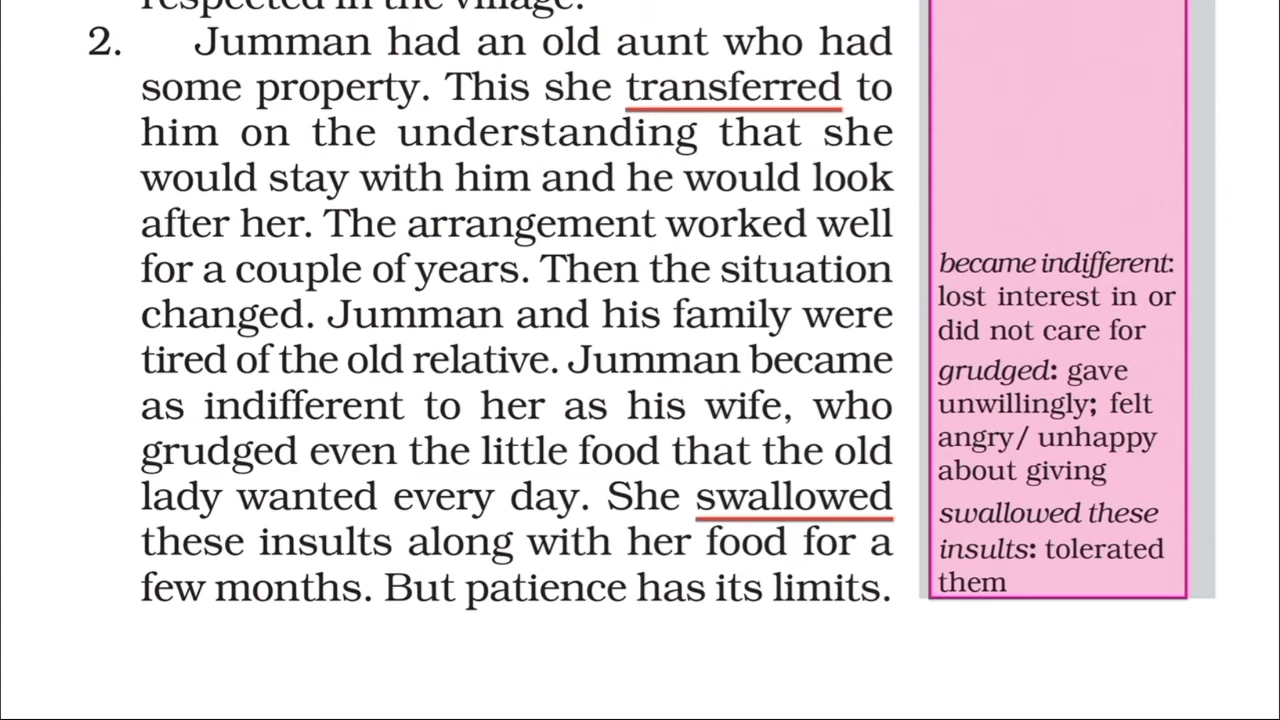 respected in the village.
2. Jumman had an old aunt who had
some property. This she transferred to
him on the understanding that she
would stay with him and he would look
after her. The arrangement worked well
for a couple of years. Then the situation
changed. Jumman and his family were
tired of the old relative. Jumman became
as indifferent to her as his wife, who
grudged even the little food that the old
lady wanted every day. She swallowed
these insults along with her food for a
few months. But patience has its limits.
became indifferent:
lost interest in or
did not care for
grudged: gave
unwillingly; felt
angry/ unhappy
about giving
swallowed these
insults: tolerated
them